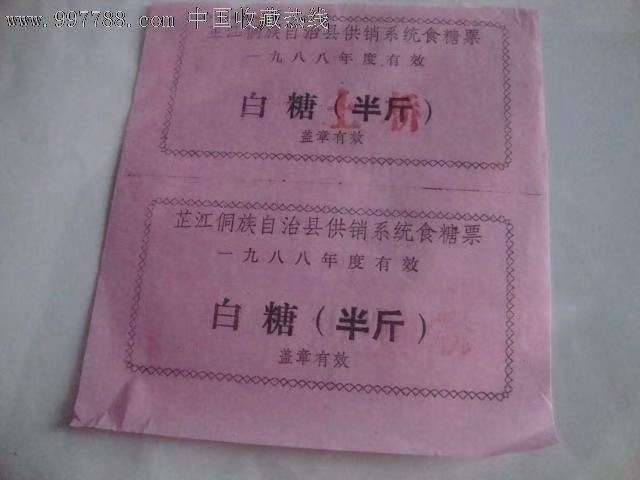 www.997788.com 中国收藏热线
芷江侗族自治县供销系统食糖票
一九八八年度有效
白糖（半斤）
上坪
盖章有效
芷江侗族自治县供销系统食糖票
一九八八年度有效
白糖（半斤）
盖章有效